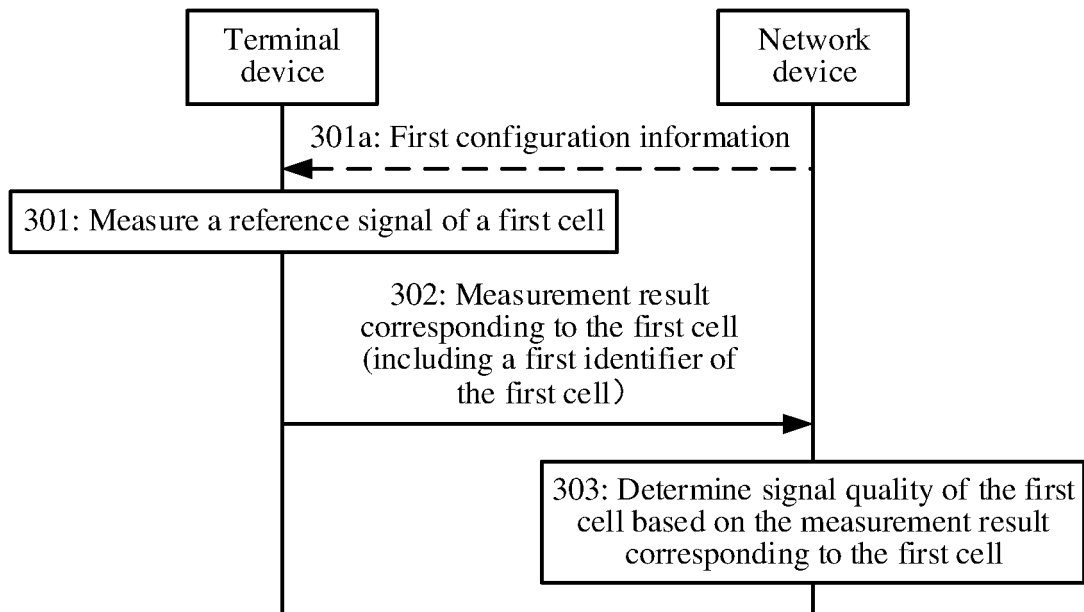 Terminal
device
Network
device
301a: First configuration information
301: Measure a reference signal of a first cell
302: Measurement result
corresponding to the first cell
(including a first identifier of
the first cell)
303: Determine signal quality of the first
cell based on the measurement result
corresponding to the first cell